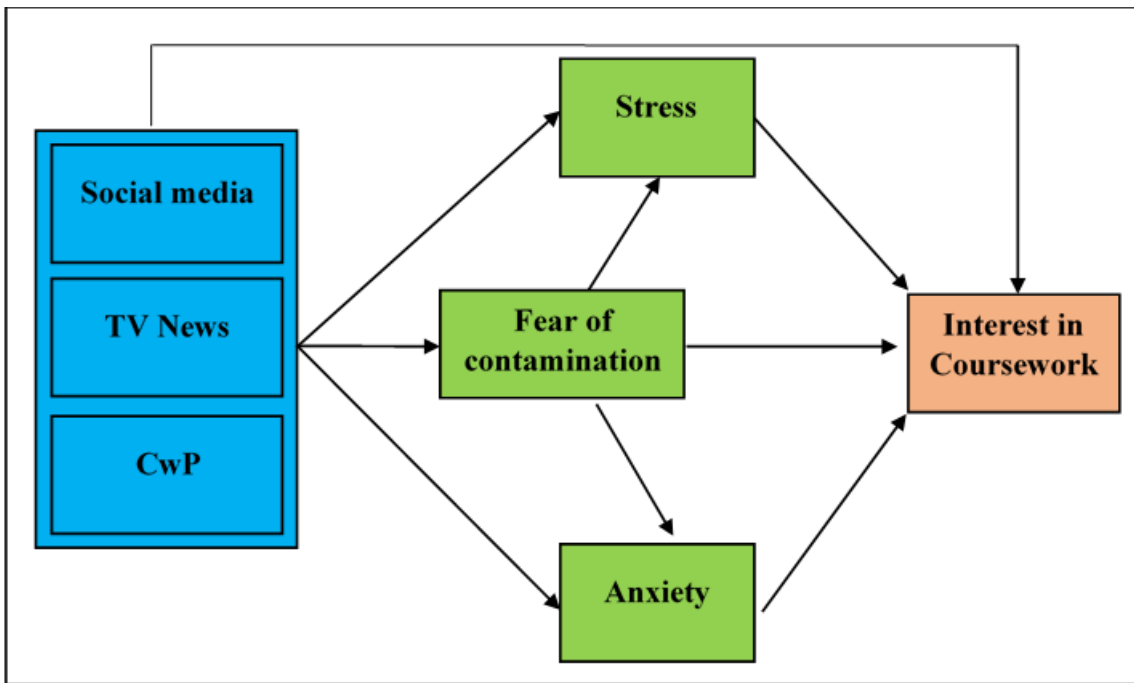 Social media
TV News
CwP
Stress
Fear of
contamination
Anxiety
Interest in
Coursework